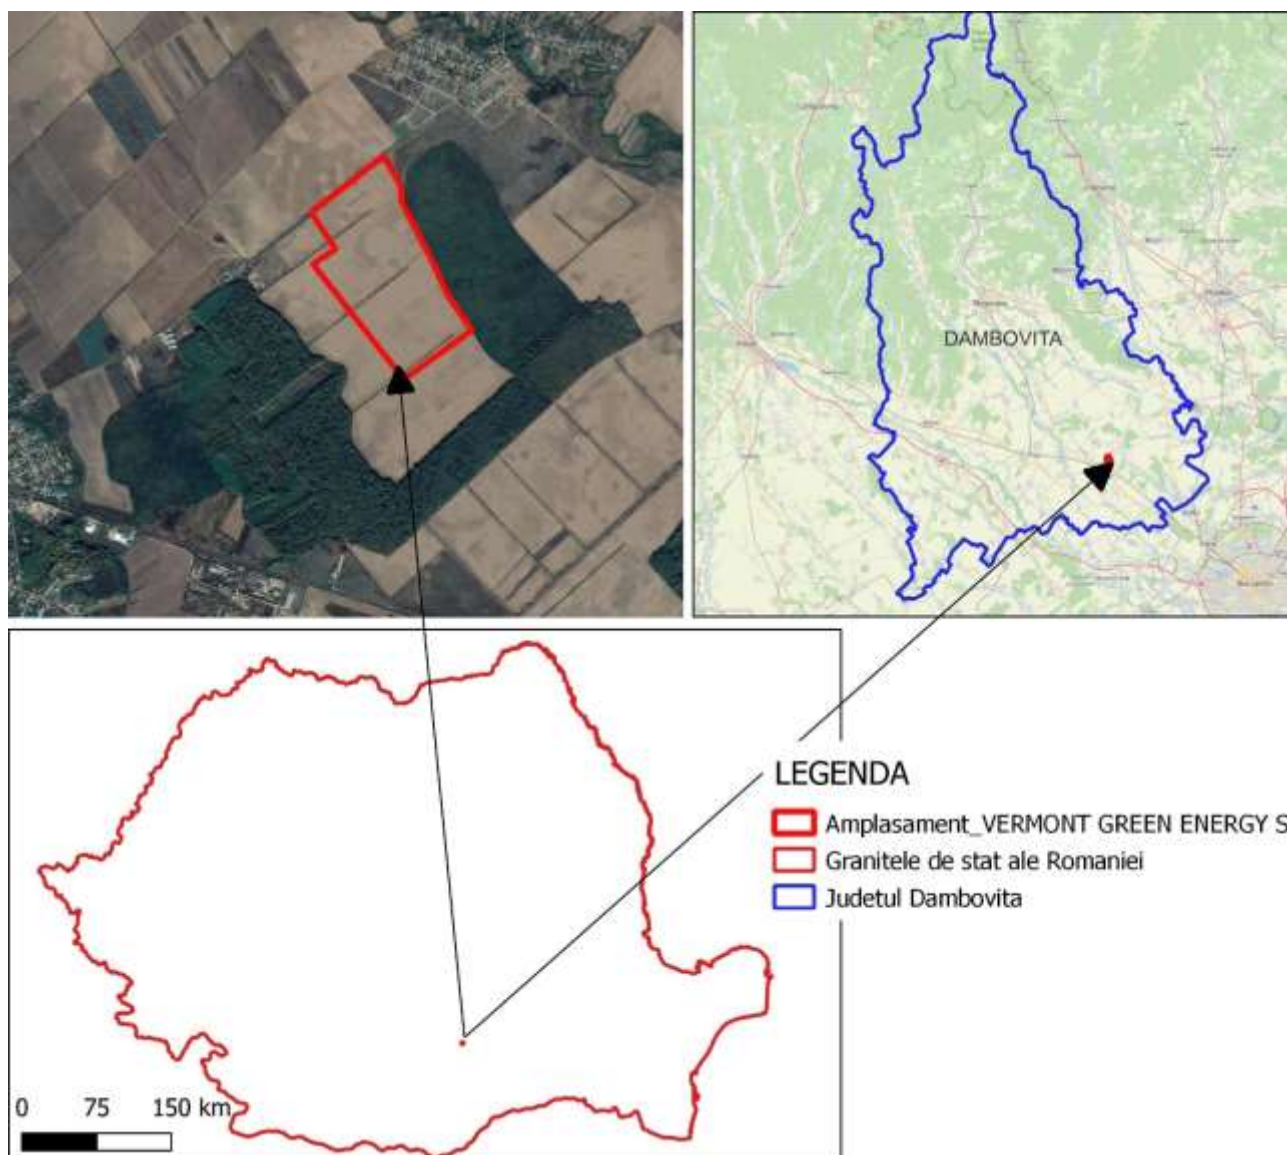 DAMBOVITA
LEGENDA
Amplasament_VERMONT GREEN ENERGY S
Granitele de stat ale Romaniei
Judetul Dambovita
0 75 150 km